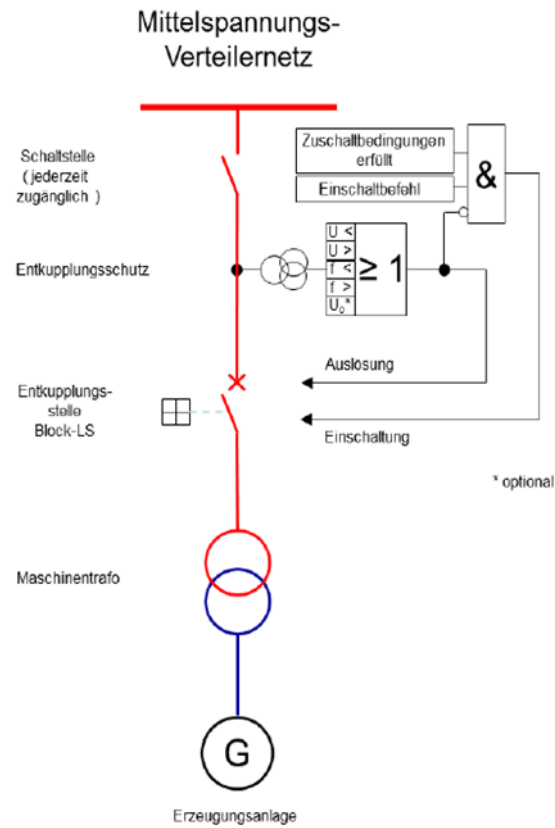 Mittelspannungs-
Verteilernetz
Schaltstelle
( jederzeit
zugänglich )
Zuschaltbedingungen
erfüllt
Einschaltbefehl
&
Entkupplungsschutz
U <
U >
f <
f >
U₀*
≥ 1
Auslösung
Entkupplungs-
stelle
Block-LS
Einschaltung
* optional
Maschinentrafo
G
Erzeugungsanlage